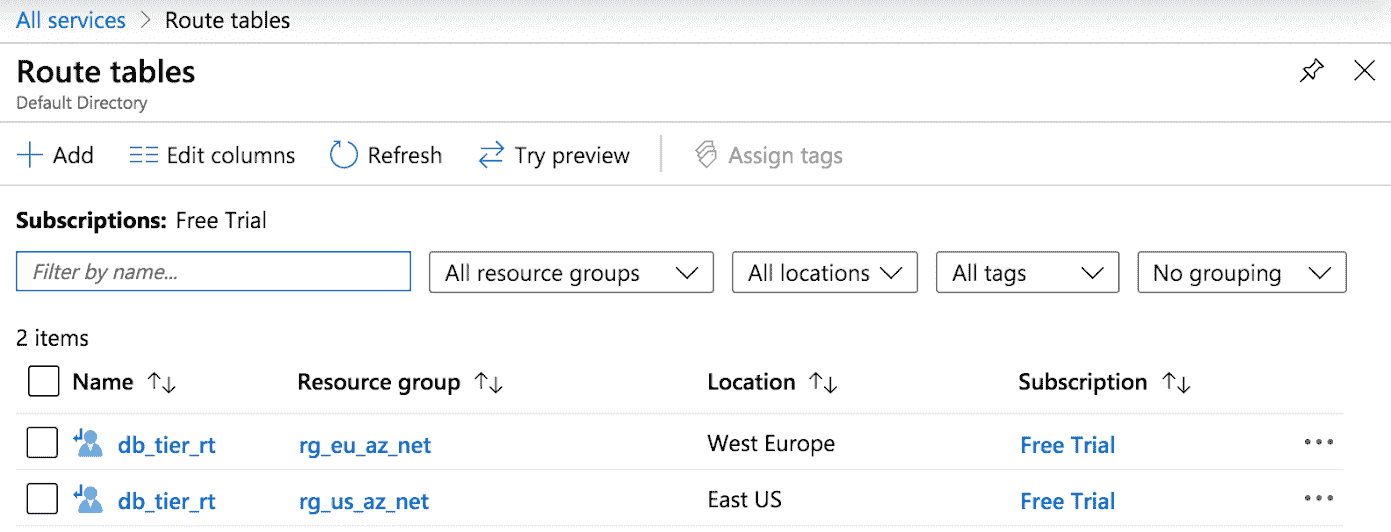 All services > Route tables
Route tables
Default Directory
Add Edit columns Refresh Try preview Assign tags
Subscriptions: Free Trial
Filter by name... All resource groups All locations All tags No grouping
2 items
Name Resource group Location Subscription
db_tier_rt rg_eu_az_net West Europe Free Trial
db_tier_rt rg_us_az_net East US Free Trial